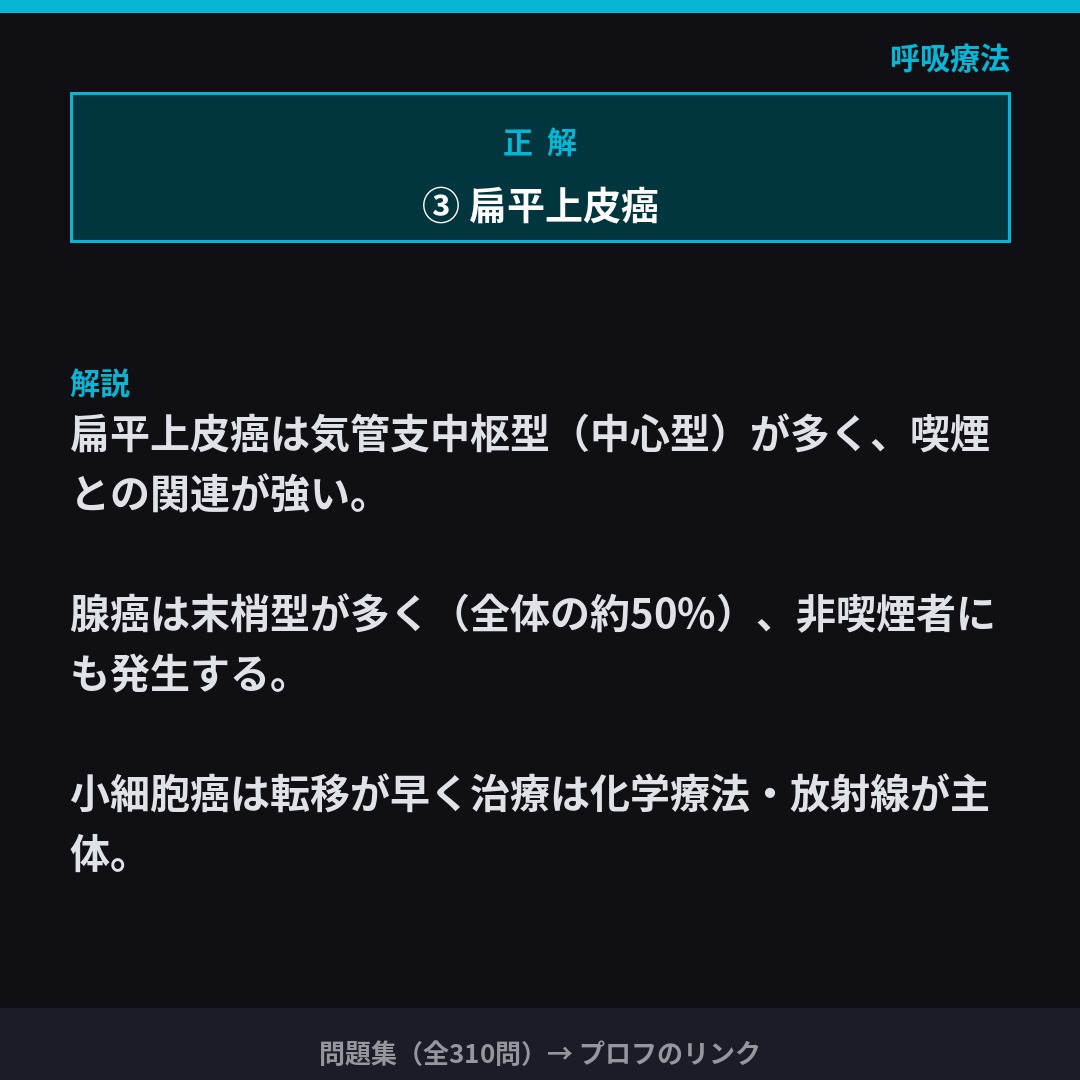 呼吸療法
正 解
③ 扁平上皮癌
解説
扁平上皮癌は気管支中枢型（中心型）が多く、喫煙
との関連が強い。
腺癌は末梢型が多く（全体の約50%）、非喫煙者に
も発生する。
小細胞癌は転移が早く治療は化学療法・放射線が主
体。
問題集（全310問）→ プロフのリンク